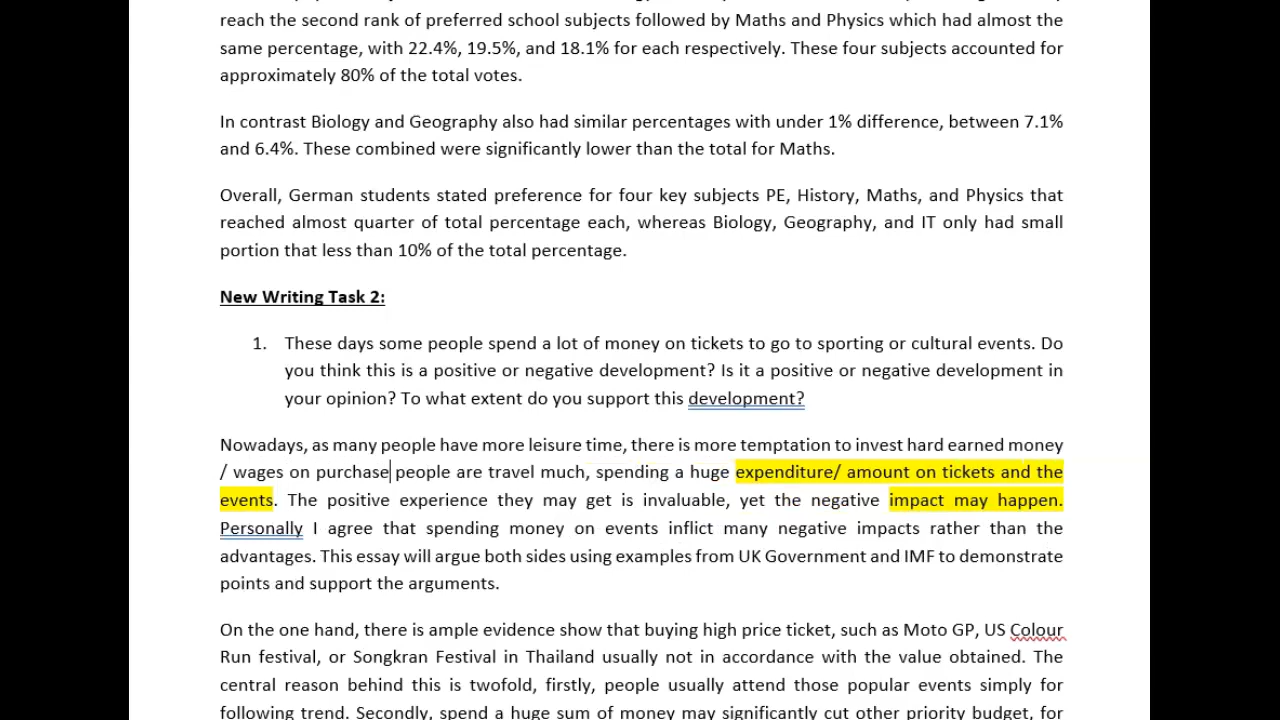 reach the second rank of preferred school subjects followed by Maths and Physics which had almost the
same percentage, with 22.4%, 19.5%, and 18.1% for each respectively. These four subjects accounted for
approximately 80% of the total votes.
In contrast Biology and Geography also had similar percentages with under 1% difference, between 7.1%
and 6.4%. These combined were significantly lower than the total for Maths.
Overall, German students stated preference for four key subjects PE, History, Maths, and Physics that
reached almost quarter of total percentage each, whereas Biology, Geography, and IT only had small
portion that less than 10% of the total percentage.
New Writing Task 2:
1. These days some people spend a lot of money on tickets to go to sporting or cultural events. Do
you think this is a positive or negative development? Is it a positive or negative development in
your opinion? To what extent do you support this development?
Nowadays, as many people have more leisure time, there is more temptation to invest hard earned money
/ wages on purchase people are travel much, spending a huge expenditure/ amount on tickets and the
events. The positive experience they may get is invaluable, yet the negative impact may happen.
Personally I agree that spending money on events inflict many negative impacts rather than the
advantages. This essay will argue both sides using examples from UK Government and IMF to demonstrate
points and support the arguments.
On the one hand, there is ample evidence show that buying high price ticket, such as Moto GP, US Colour
Run festival, or Songkran Festival in Thailand usually not in accordance with the value obtained. The
central reason behind this is twofold, firstly, people usually attend those popular events simply for
following trend. Secondly, spend a huge sum of money may significantly cut other priority budget, for